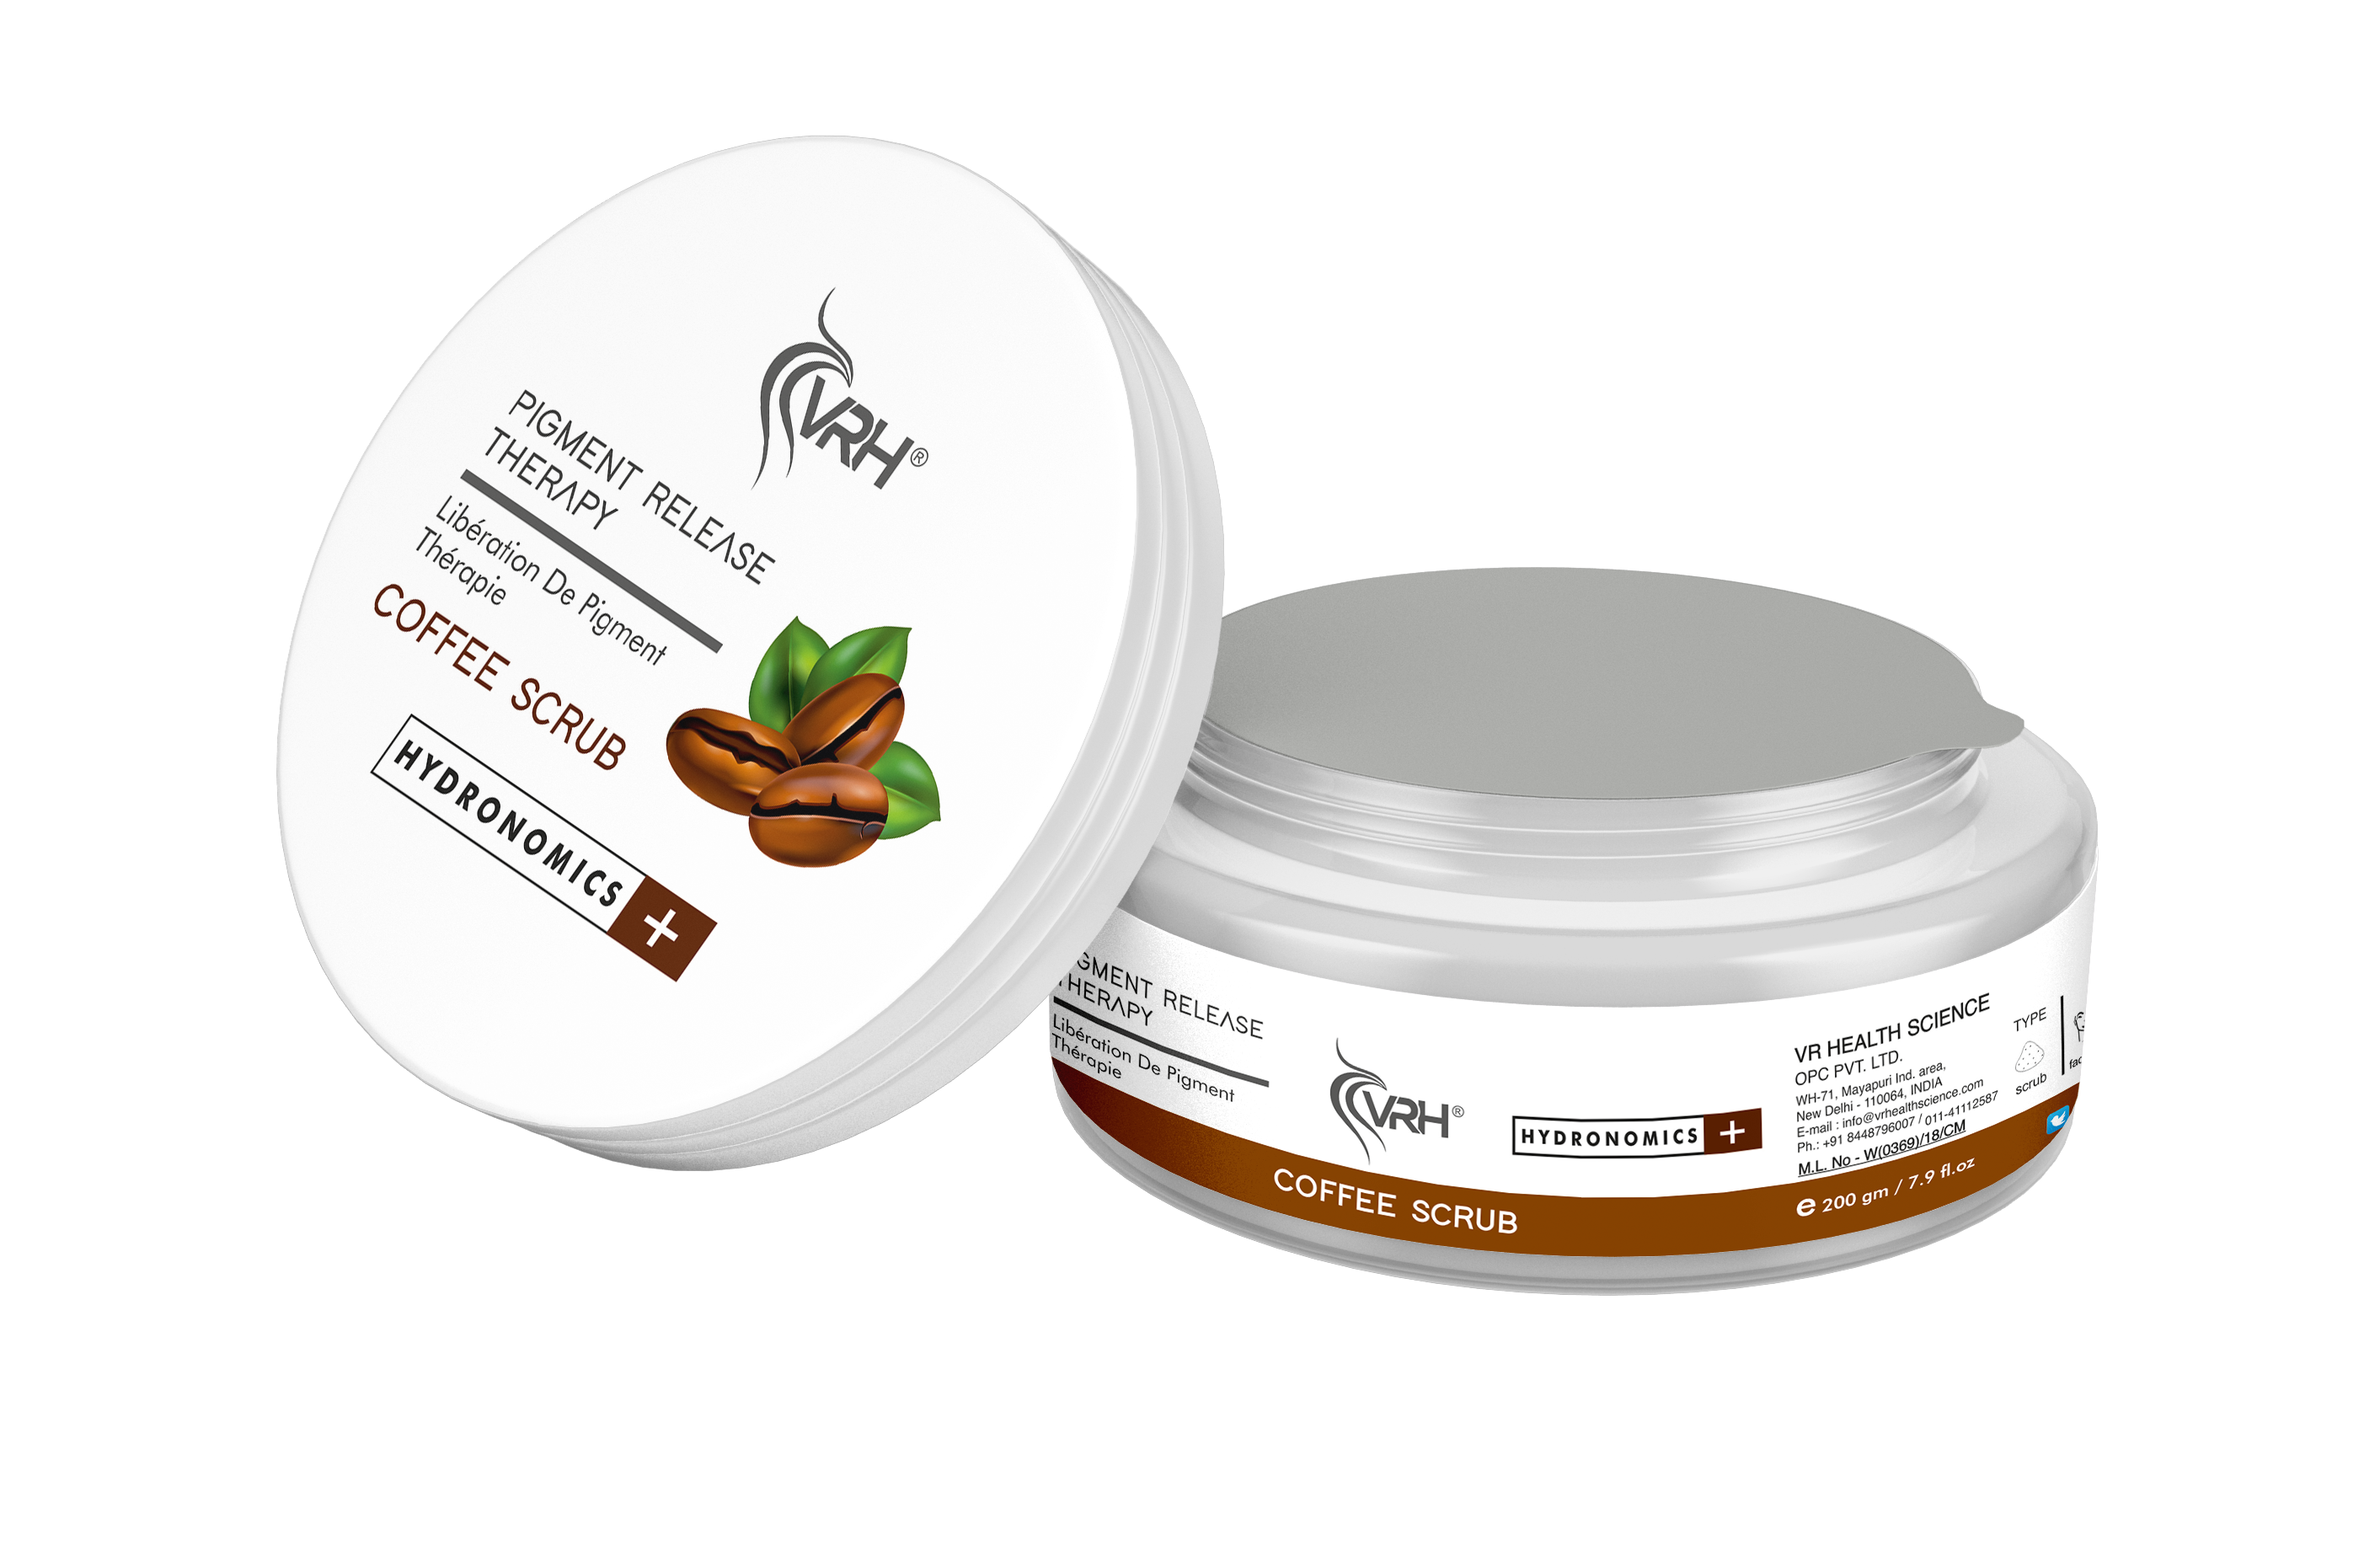 VRH®
PIGMENT RELEASE
THERAPY
Libération De Pigment
Thérapie
COFFEE SCRUB
HYDRONOMICS +
GMENT RELEASE
THERAPY
Libération De Pigment
Thérapie
VRH®
COFFEE SCRUB
HYDRONOMICS +
VR HEALTH SCIENCE
OPC PVT. LTD.
WH-71, Mayapuri Ind. area,
New Delhi - 110064, INDIA
E-mail : info@vrhealthscience.com
Ph.: +91 8448796007 / 011-41112587
M.L. No - W(0369)/18/CM
e 200 gm / 7.9 fl.oz
TYPE
scrub